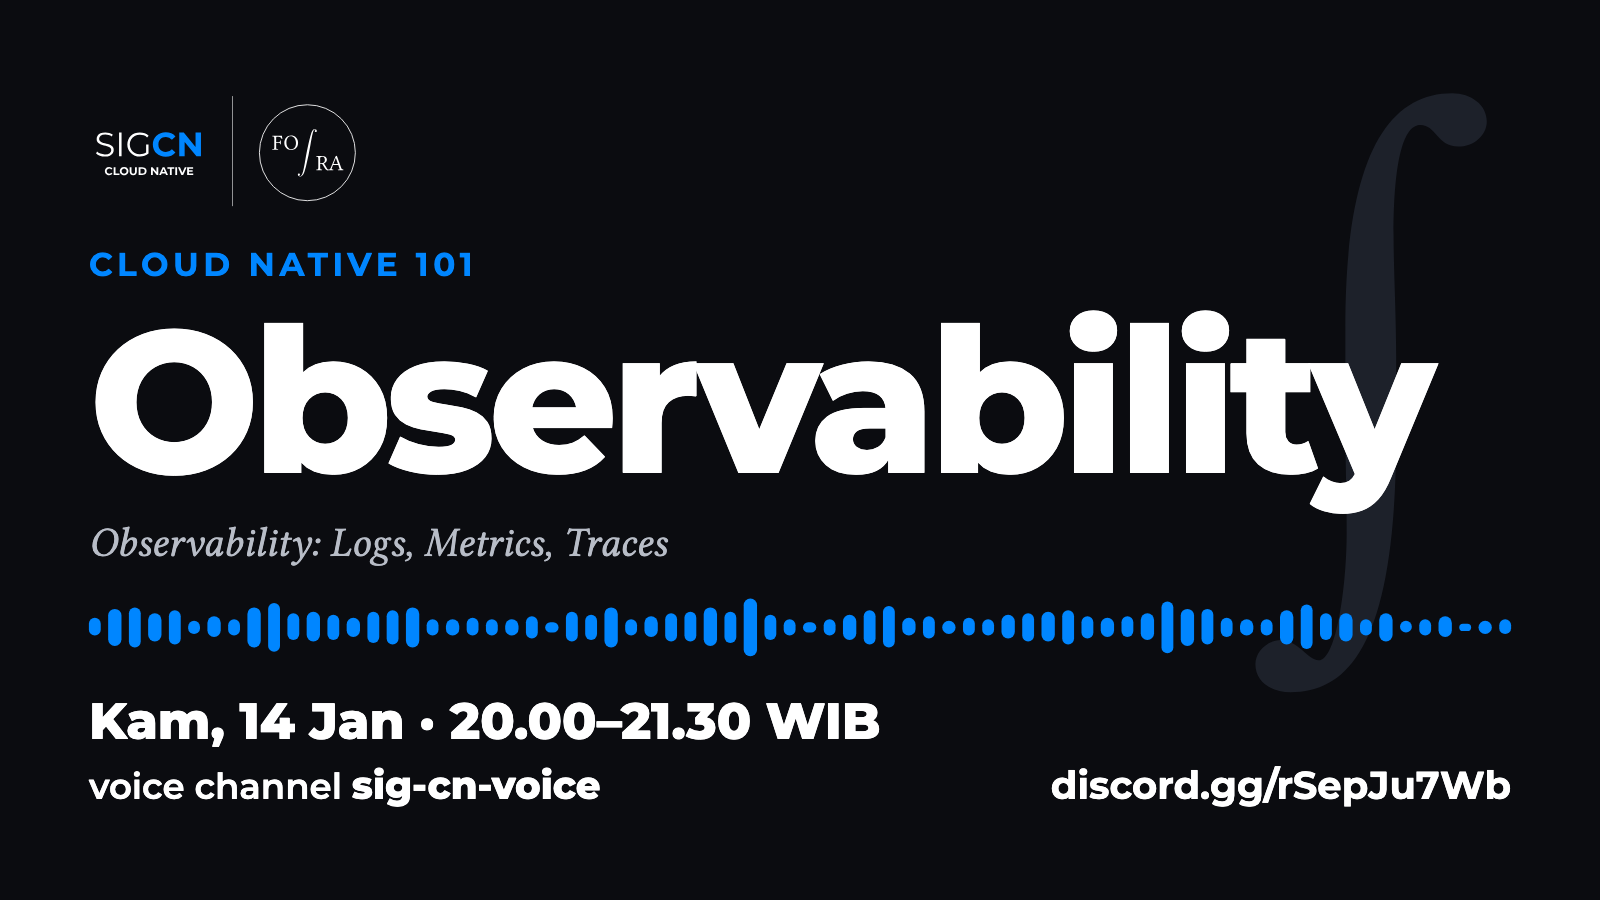 SIGCN
CLOUD NATIVE
FO∫RA
CLOUD NATIVE 101
Observability
Observability: Logs, Metrics, Traces
Kam, 14 Jan · 20.00–21.30 WIB
voice channel sig-cn-voice
discord.gg/rSepJu7Wb